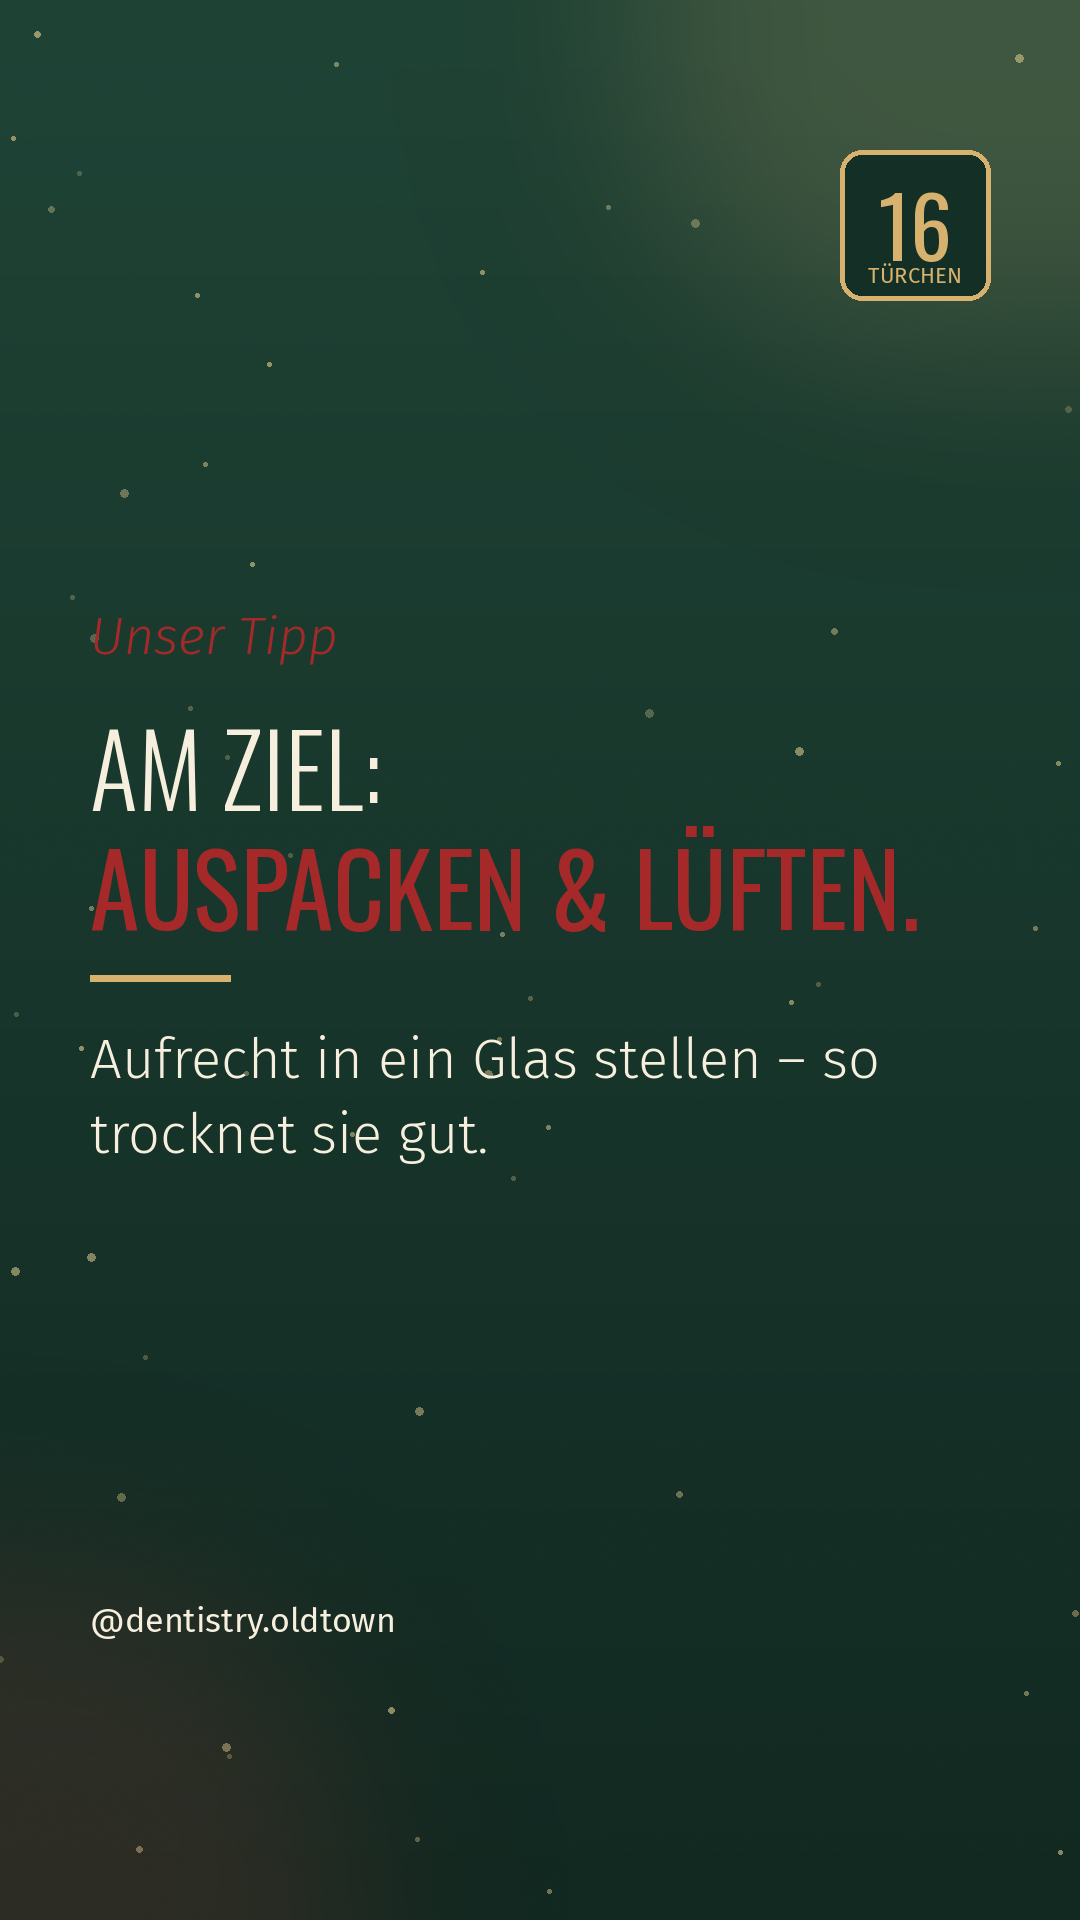 16
TÜRCHEN
Unser Tipp
AM ZIEL:
AUSPACKEN & LÜFTEN.
Aufrecht in ein Glas stellen – so
trocknet sie gut.
@dentistry.oldtown